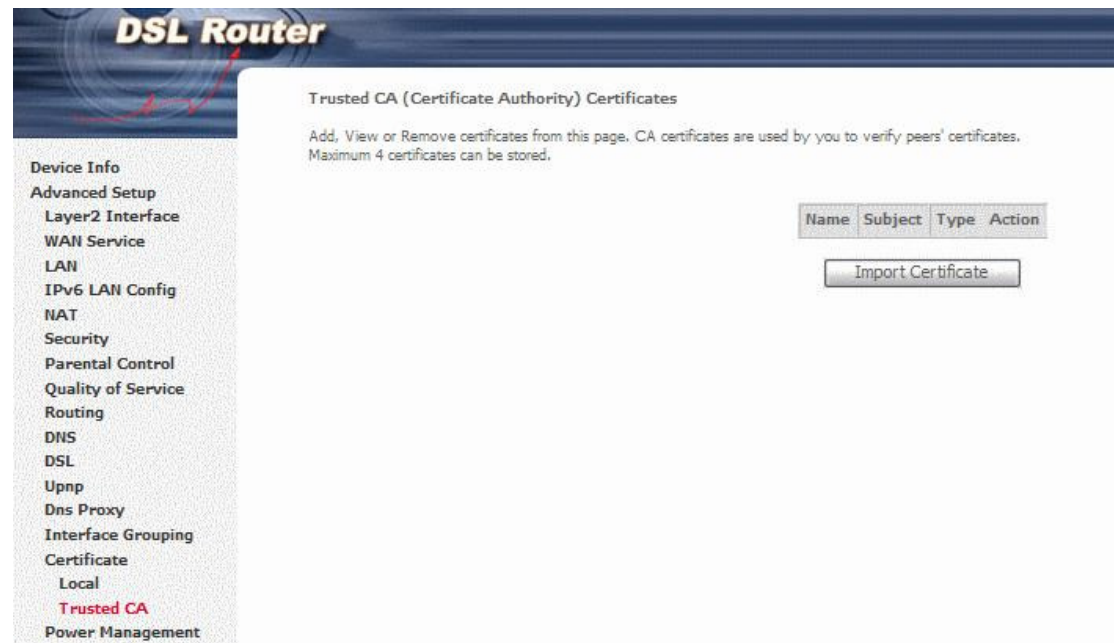 DSL Router
Trusted CA (Certificate Authority) Certificates
Add, View or Remove certificates from this page. CA certificates are used by you to verify peers' certificates.
Maximum 4 certificates can be stored.
Name Subject Type Action
Import Certificate
Device Info
Advanced Setup
Layer2 Interface
WAN Service
LAN
IPv6 LAN Config
NAT
Security
Parental Control
Quality of Service
Routing
DNS
DSL
Upnp
Dns Proxy
Interface Grouping
Certificate
Local
Trusted CA
Power Management